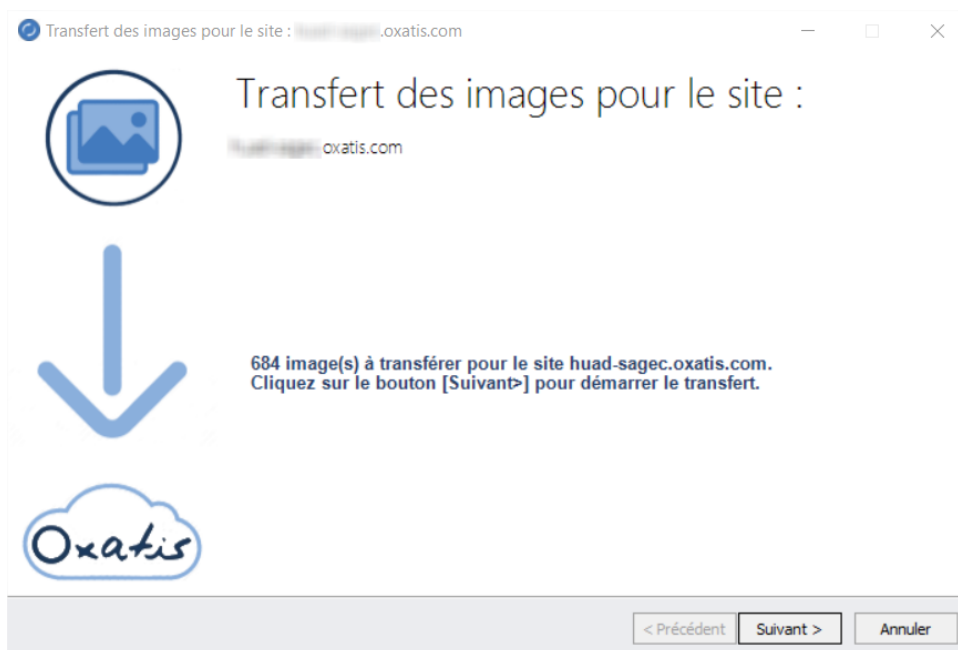 Transfert des images pour le site : .oxatis.com
Transfert des images pour le site :
oxatis.com
684 image(s) à transférer pour le site huad-sagec.oxatis.com.
Cliquez sur le bouton [Suivant>] pour démarrer le transfert.
Oxatis
< Précédent Suivant > Annuler